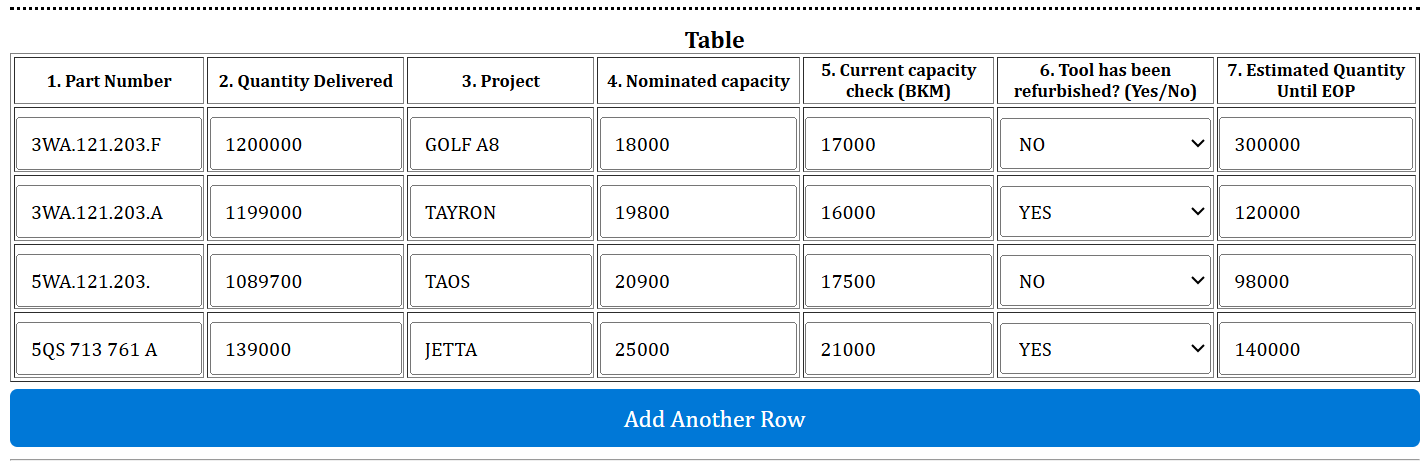 Table
1. Part Number 2. Quantity Delivered 3. Project 4. Nominated capacity 5. Current capacity check (BKM) 6. Tool has been refurbished? (Yes/No) 7. Estimated Quantity Until EOP
3WA.121.203.F 1200000 GOLF A8 18000 17000 NO 300000
3WA.121.203.A 1199000 TAYRON 19800 16000 YES 120000
5WA.121.203. 1089700 TAOS 20900 17500 NO 98000
5QS 713 761 A 139000 JETTA 25000 21000 YES 140000
Add Another Row